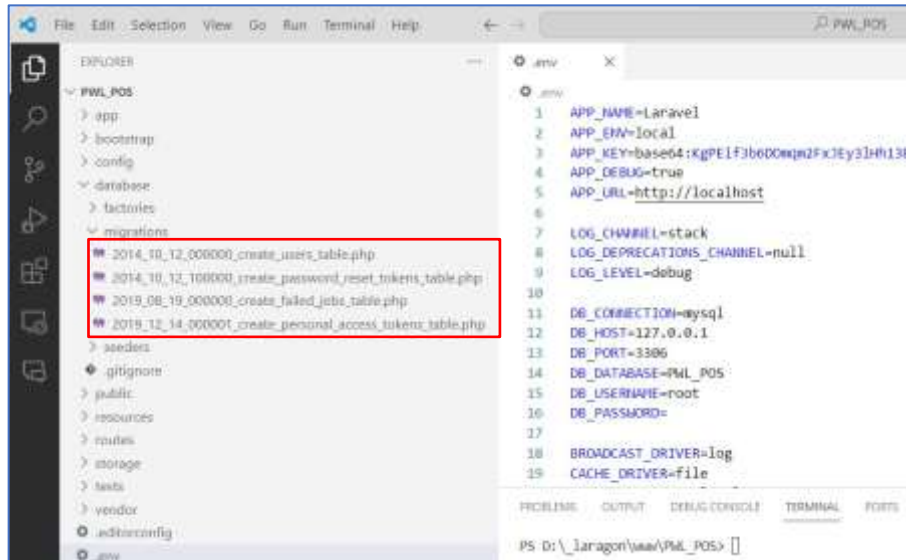 File Edit Selection View Go Run Terminal Help
PWL_POS
EXPLORER
PWL_POS
app
bootstrap
config
database
factories
migrations
2014_10_12_000000_create_users_table.php
2014_10_12_100000_create_password_reset_tokens_table.php
2019_08_19_000000_create_failed_jobs_table.php
2019_12_14_000001_create_personal_access_tokens_table.php
seeders
.gitignore
public
resources
routes
storage
tests
vendor
.editorconfig
.env
.env
.env
1 APP_NAME=Laravel
2 APP_ENV=local
3
4 APP_DEBUG=true
5 APP_URL=http://localhost
6
7 LOG_CHANNEL=stack
8 LOG_DEPRECATIONS_CHANNEL=null
9 LOG_LEVEL=debug
10
11 DB_CONNECTION=mysql
12 DB_HOST=127.0.0.1
13 DB_PORT=3306
14 DB_DATABASE=PWL_POS
15 DB_USERNAME=root
16 DB_PASSWORD=
17
18 BROADCAST_DRIVER=log
19 CACHE_DRIVER=file
PROBLEMS OUTPUT DEBUG CONSOLE TERMINAL PORTS
PS D:\_laragon\www\PWL_POS>